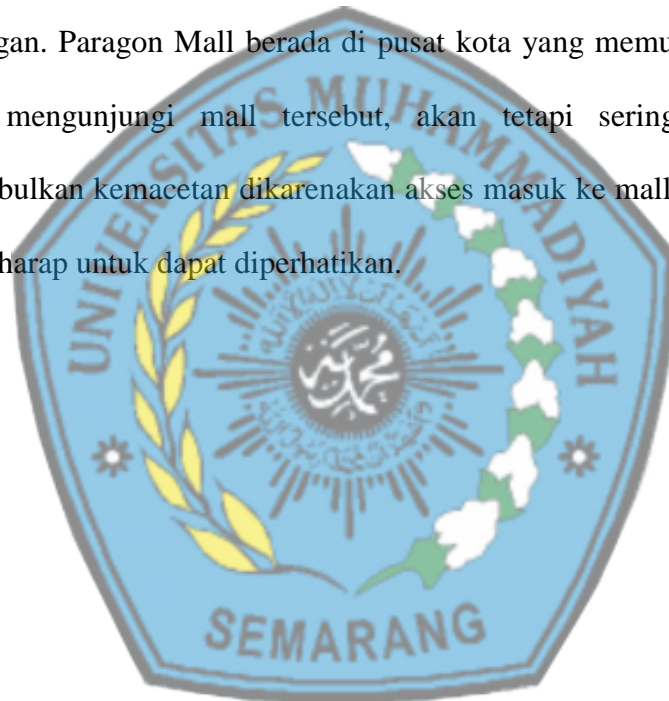 gan. Paragon Mall berada di pusat kota yang memu
mengunjungi mall tersebut, akan tetapi sering
bulkan kemacetan dikarenakan akses masuk ke mall
harap untuk dapat diperhatikan.
UNIVERSITAS MUHAMMADIYAH
SEMARANG